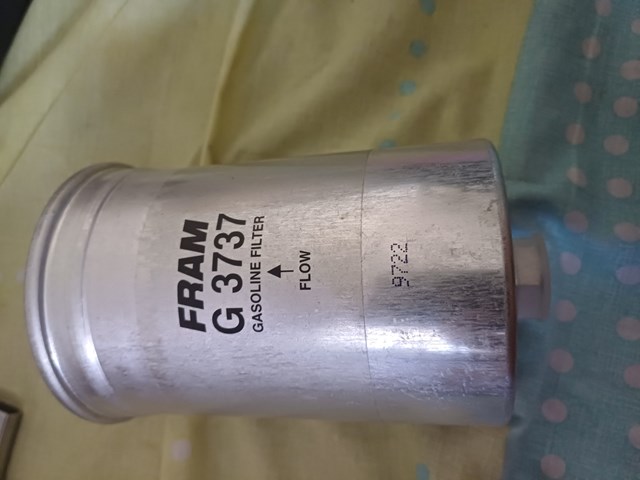 FRAM
G 3737
GASOLINE FILTER
FLOW
9722